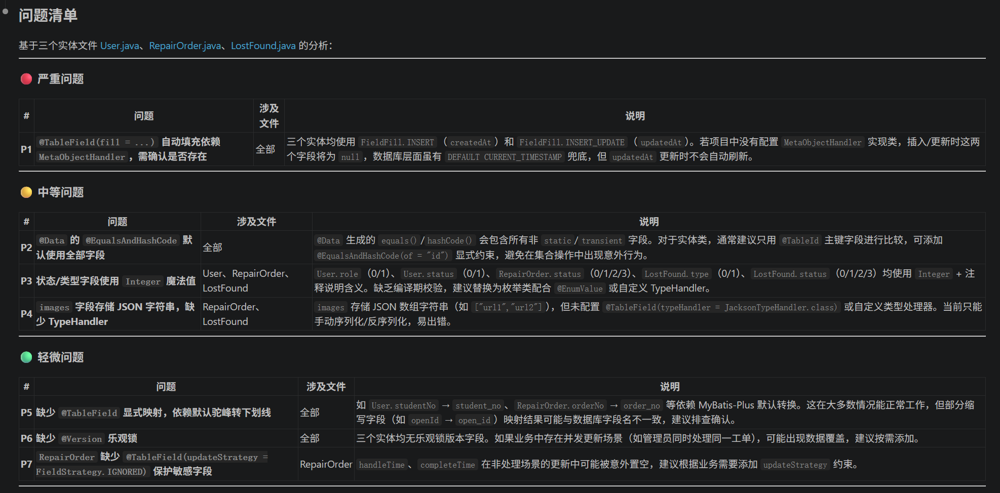 问题清单
基于三个实体文件 User.java、RepairOrder.java、LostFound.java 的分析：
严重问题
# 问题 涉及文件 说明
P1 @TableField(fill = ...) 自动填充依赖 MetaObjectHandler，需确认是否存在 全部 三个实体均使用 FieldFill.INSERT（createdAt）和 FieldFill.INSERT_UPDATE（updatedAt）。若项目中没有配置 MetaObjectHandler 实现类，插入/更新时这两个字段将为 null，数据库层面虽有 DEFAULT CURRENT_TIMESTAMP 兜底，但 updatedAt 更新时不会自动刷新。
中等问题
# 问题 涉及文件 说明
P2 @Data 的 @EqualsAndHashCode 默认使用全部字段 全部 @Data 生成的 equals()/hashCode() 会包含所有非 static/transient 字段。对于实体类，通常建议只用 @TableId 主键字段进行比较，可添加 @EqualsAndHashCode(of = "id") 显式约束，避免在集合操作中出现意外行为。
P3 状态/类型字段使用 Integer 魔法值 User、RepairOrder、LostFound User.role（0/1）、User.status（0/1）、RepairOrder.status（0/1/2/3）、LostFound.type（0/1）、LostFound.status（0/1/2/3）均使用 Integer + 注释说明含义。缺乏编译期校验，建议替换为枚举类配合 @EnumValue 或自定义 TypeHandler。
P4 images 字段存储 JSON 字符串，缺少 TypeHandler RepairOrder、LostFound images 存储 JSON 数组字符串（如 ["url1","url2"]），但未配置 @TableField(typeHandler = JacksonTypeHandler.class) 或自定义类型处理器。当前只能手动序列化/反序列化，易出错。
轻微问题
# 问题 涉及文件 说明
P5 缺少 @TableField 显式映射，依赖默认驼峰转下划线 全部 如 User.studentNo → student_no、RepairOrder.orderNo → order_no 等依赖 MyBatis-Plus 默认转换。这在大多数情况能正常工作，但部分缩写字段（如 openId → open_id）映射结果可能与数据库字段名不一致，建议排查确认。
P6 缺少 @Version 乐观锁 全部 三个实体均无乐观锁版本字段。如果业务中存在并发更新场景（如管理员同时处理同一工单），可能出现数据覆盖，建议按需添加。
P7 RepairOrder 缺少 @TableField(updateStrategy = FieldStrategy.IGNORED) 保护敏感字段 RepairOrder handleTime、completeTime 在非处理场景的更新中可能被意外置空，建议根据业务需要添加 updateStrategy 约束。